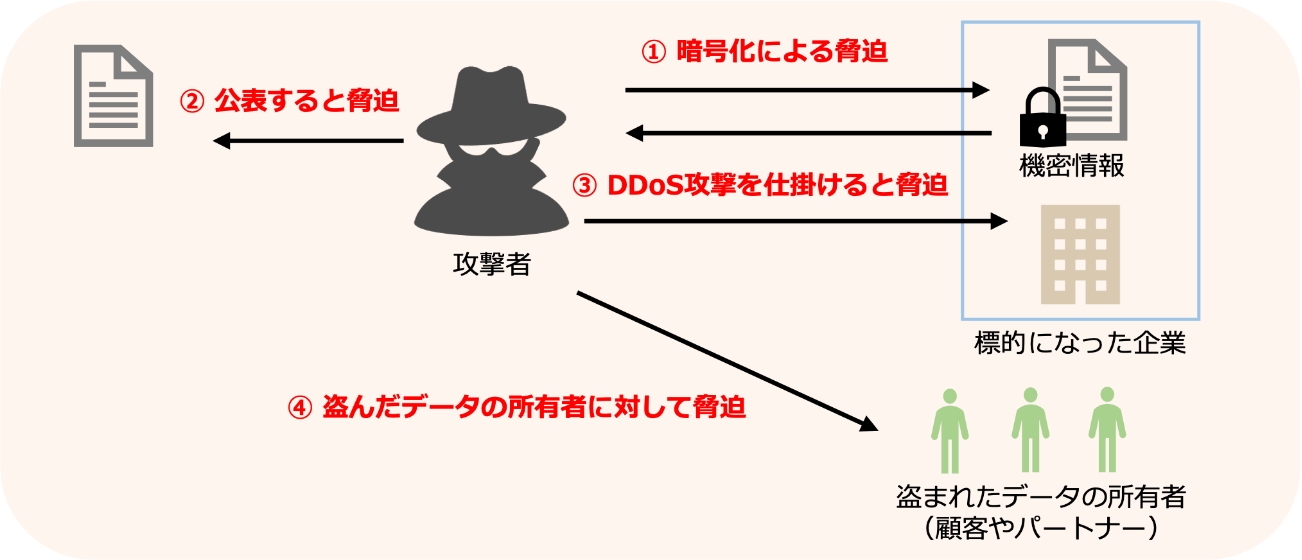 ① 暗号化による脅迫
② 公表すると脅迫
機密情報
③ DDoS攻撃を仕掛けると脅迫
攻撃者
標的になった企業
④ 盗んだデータの所有者に対して脅迫
盗まれたデータの所有者
（顧客やパートナー）